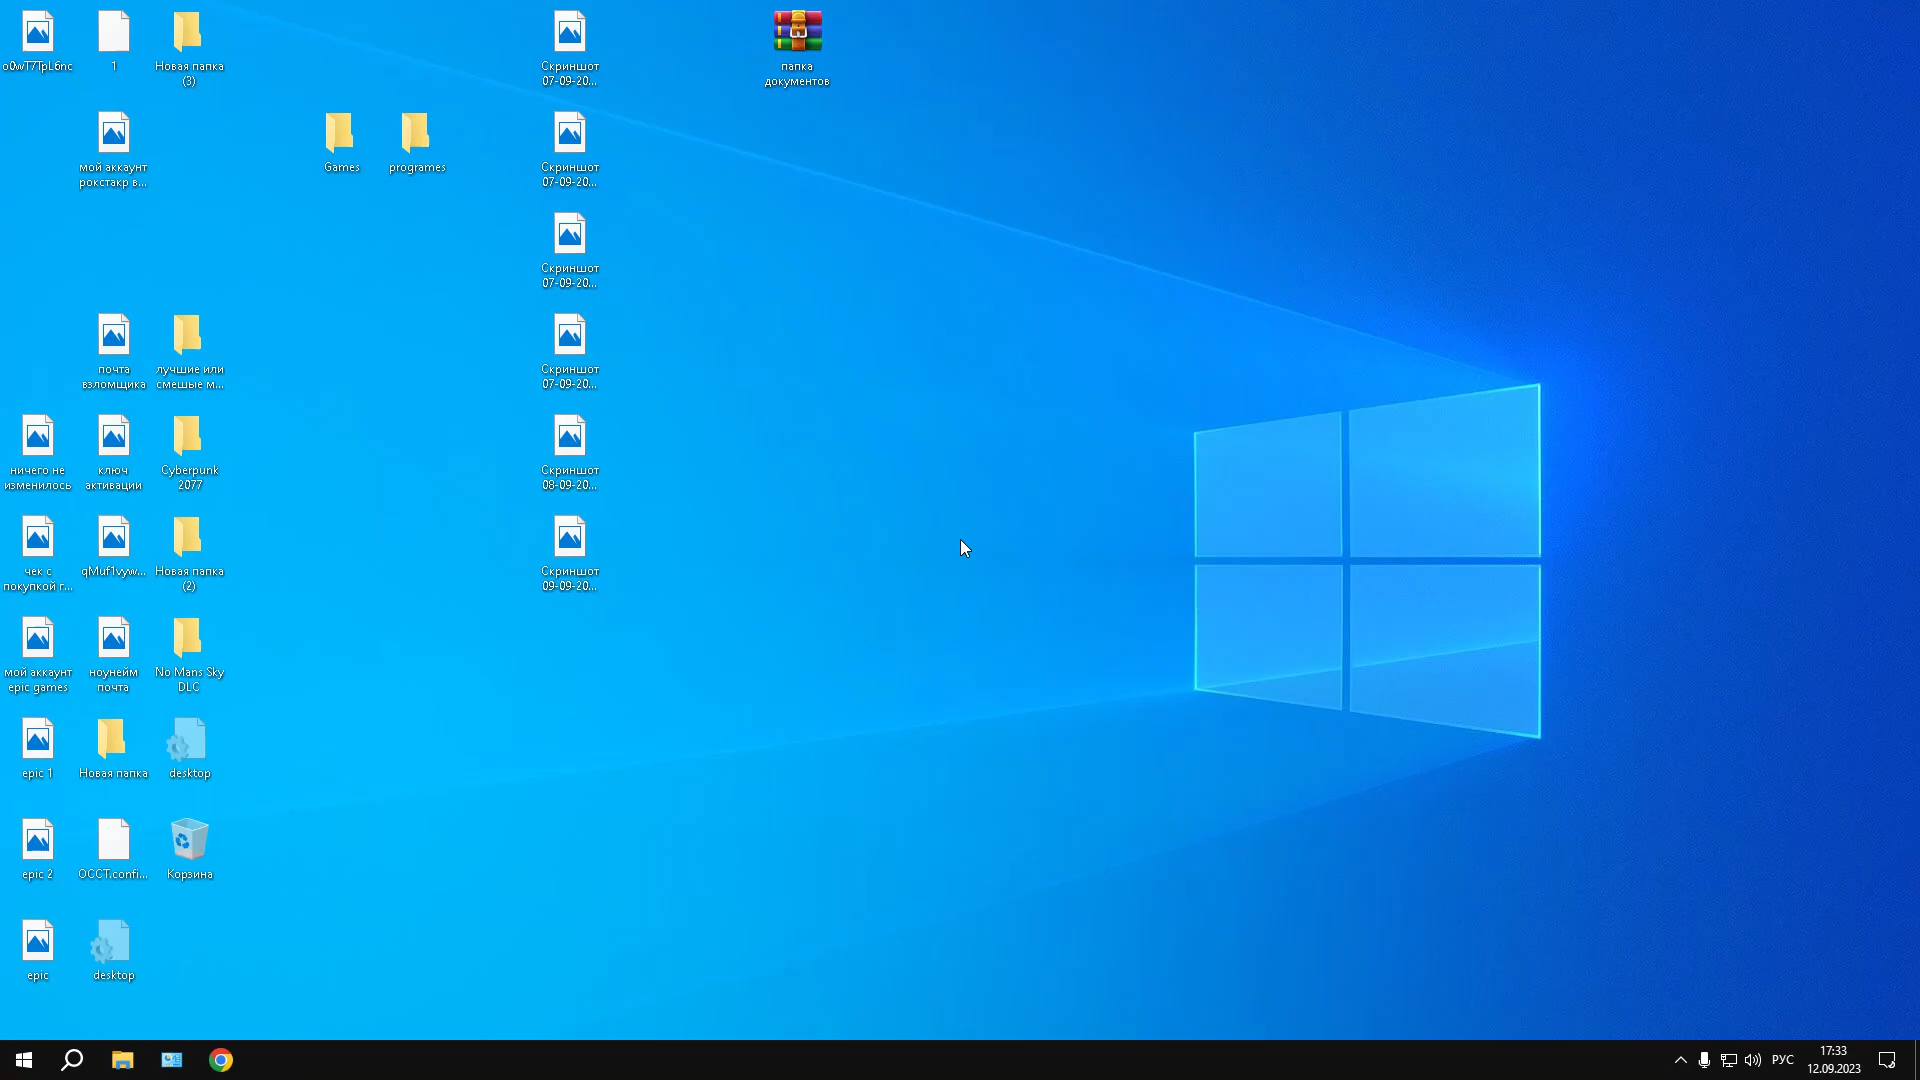 o0wT7TpL6nc
1
Новая папка
(3)
Скриншот
07-09-20...
папка
документов
мой аккаунт
рокстакр в...
Games
programes
Скриншот
07-09-20...
Скриншот
07-09-20...
почта
взломщика
лучшие или
смешые м...
Скриншот
07-09-20...
ничего не
изменилось
ключ
активации
Cyberpunk
2077
Скриншот
08-09-20...
чек с
покупкой г...
qMuf1vyw...
Новая папка
(2)
Скриншот
09-09-20...
мой аккаунт
epic games
ноунейм
почта
No Mans Sky
DLC
epic 1
Новая папка
desktop
epic 2
OCCT.confi...
Корзина
epic
desktop
РУС
17:33
12.09.2023